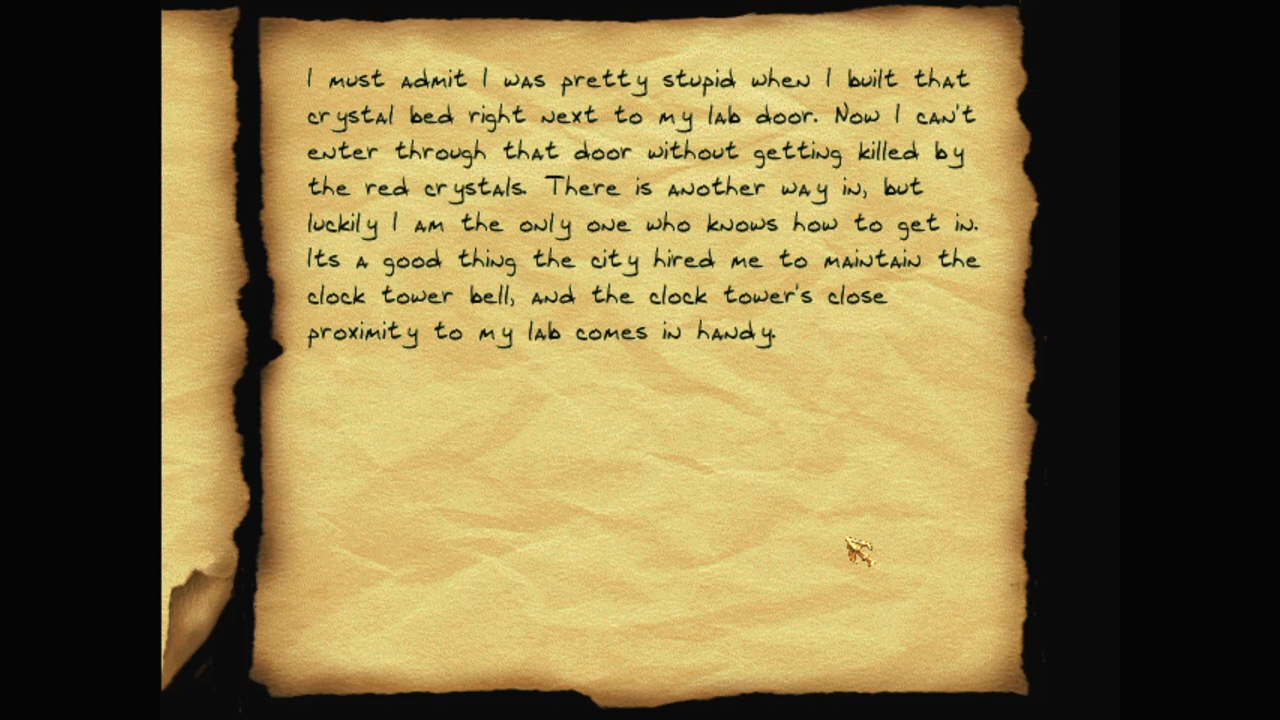 I must admit I was pretty stupid when I built that
crystal bed right next to my lab door. Now I can't
enter through that door without getting killed by
the red crystals. There is another way in, but
luckily I am the only one who knows how to get in.
Its a good thing the city hired me to maintain the
clock tower bell, and the clock tower's close
proximity to my lab comes in handy.